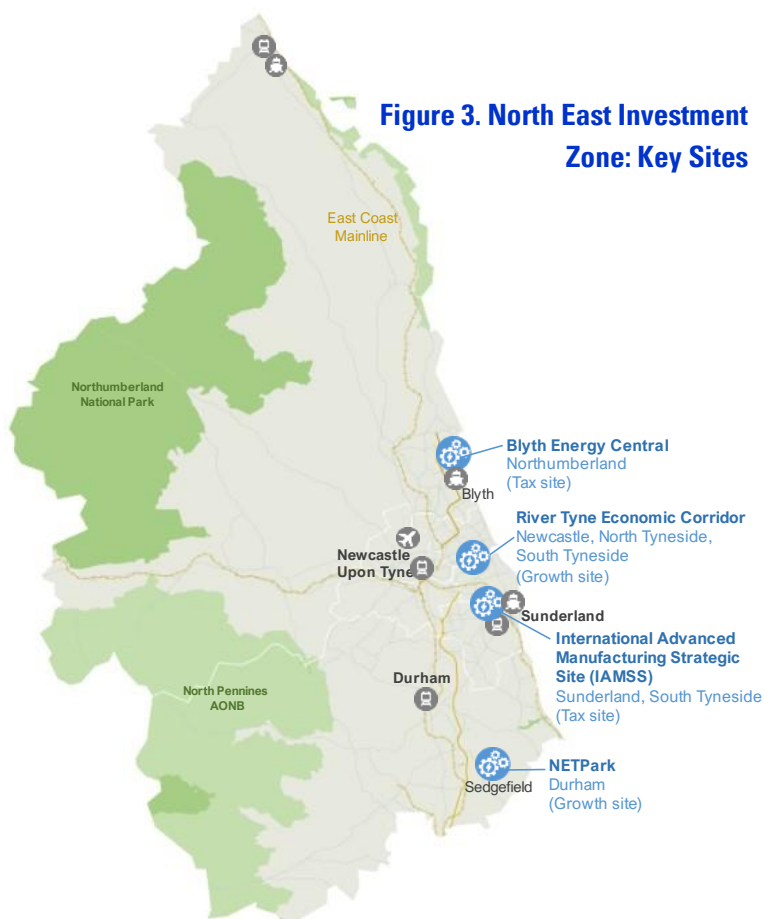 Figure 3. North East Investment
Zone: Key Sites
East Coast
Mainline
Northumberland
National Park
Blyth Energy Central
Northumberland
(Tax site)
Blyth
River Tyne Economic Corridor
Newcastle, North Tyneside,
South Tyneside
(Growth site)
Newcastle
Upon Tyne
Sunderland
International Advanced
Manufacturing Strategic
Site (IAMSS)
Sunderland, South Tyneside
(Tax site)
Durham
North Pennines
AONB
NETPark
Durham
(Growth site)
Sedgefield